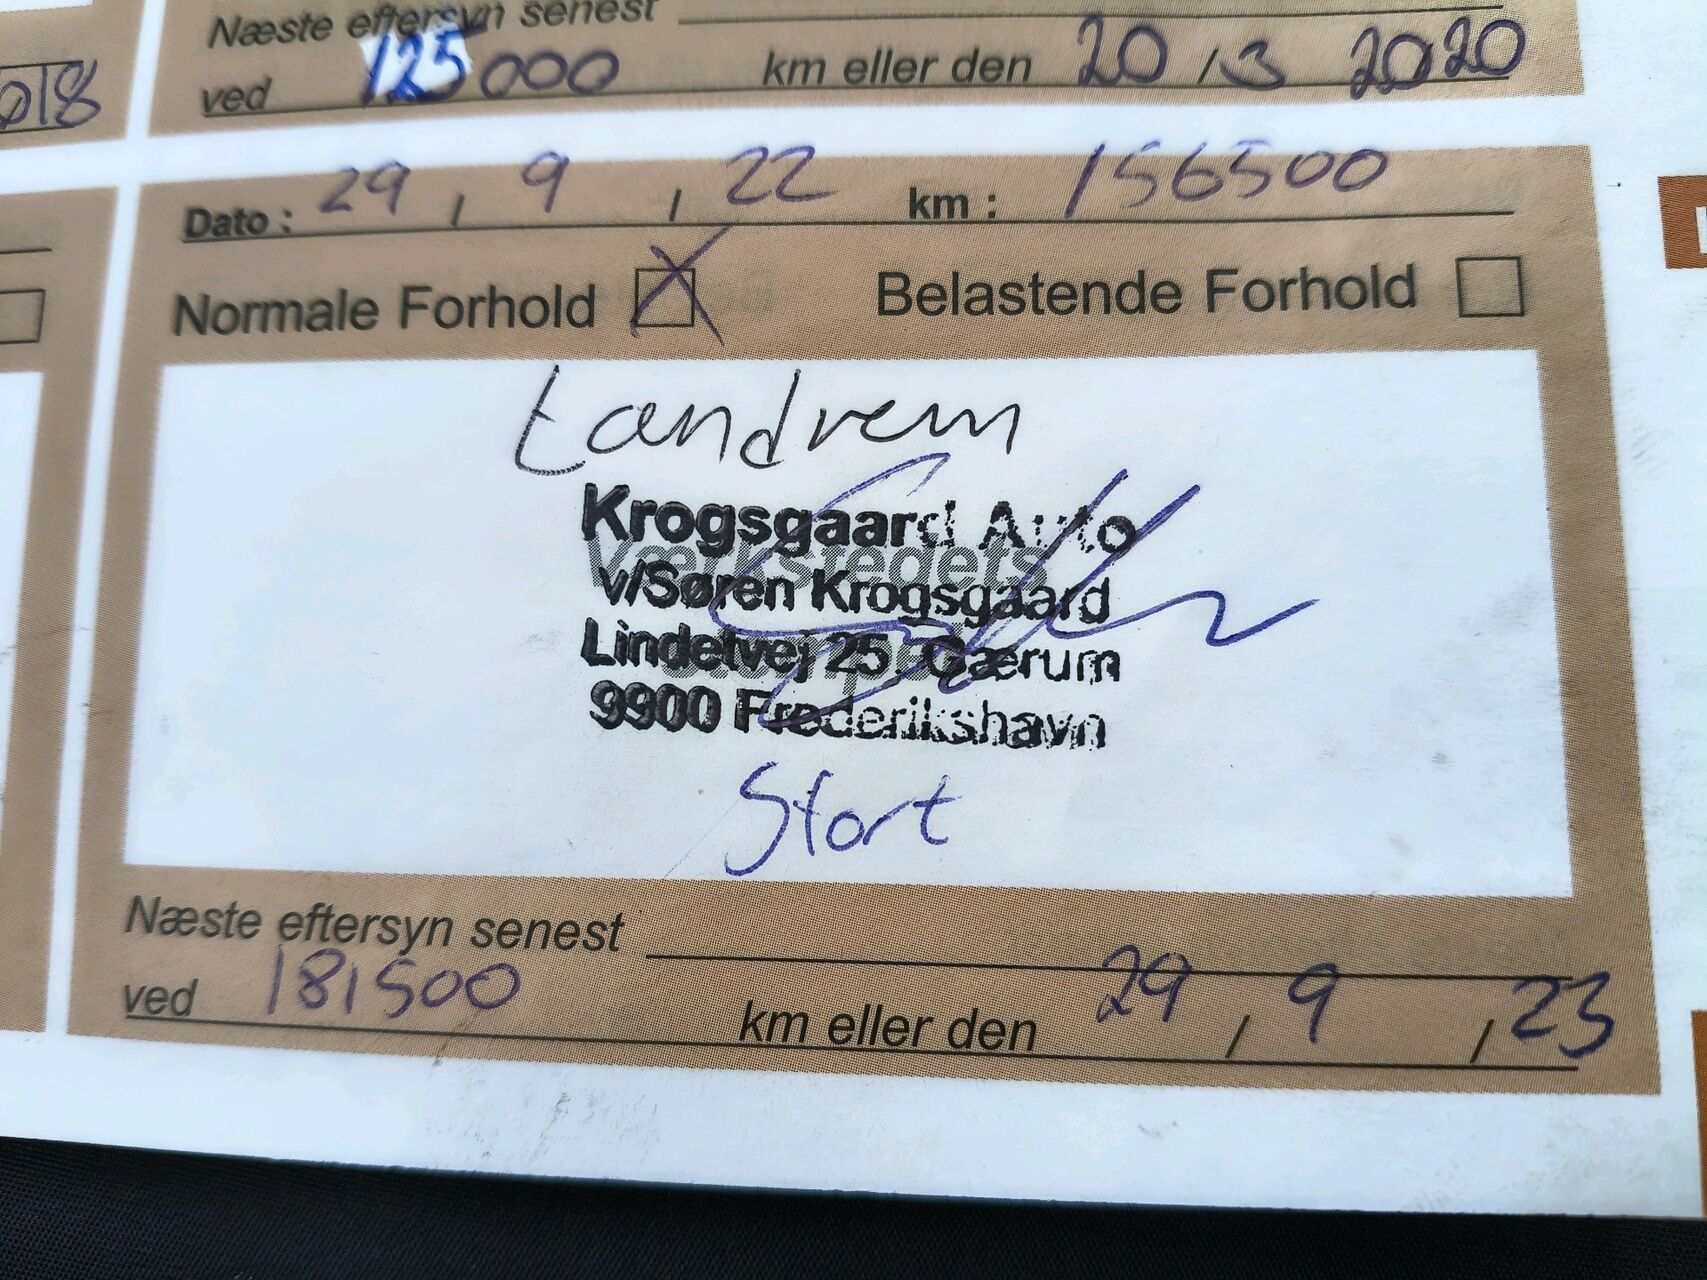 Næste eftersyn senest
ved 125000 km eller den 20/3 2020
018
Dato: 29, 9, 22 km: 156500
Normale Forhold X Belastende Forhold
tandrem
Krogsgaard Auto
Værkstedets
v/Søren Krogsgaard
Lindetvej 25. Gærum
9900 Frederikshavn
Stort
Næste eftersyn senest
ved 181500 km eller den 29, 9, 23